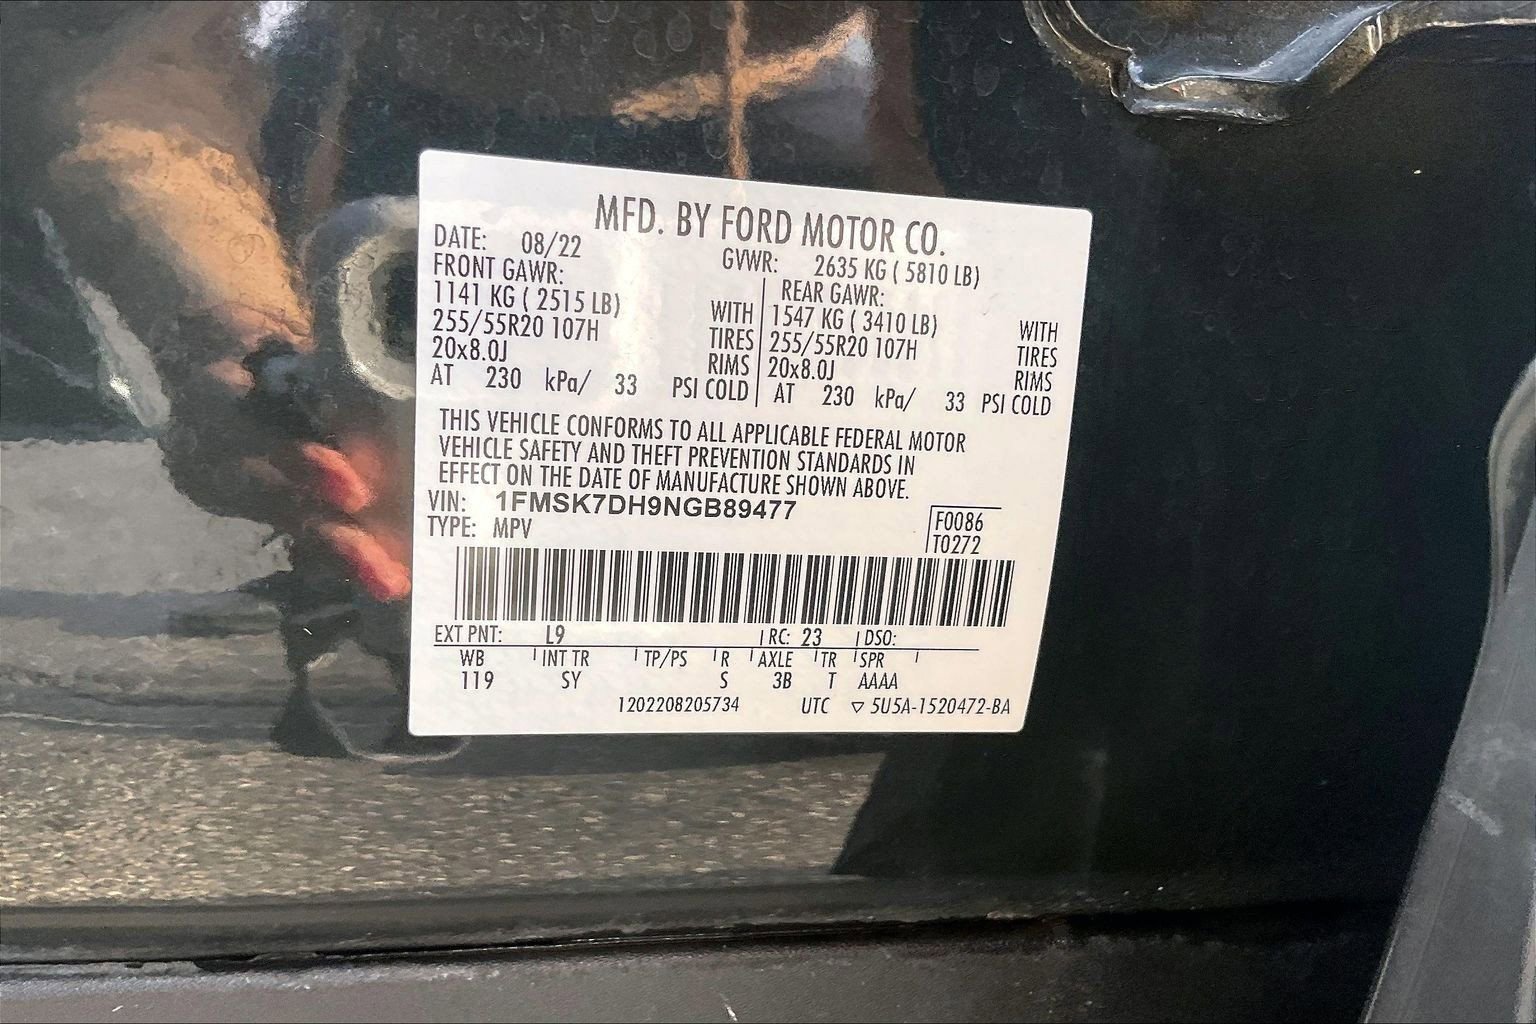 MFD. BY FORD MOTOR CO.
DATE: 08/22 GVWR: 2635 KG ( 5810 LB)
FRONT GAWR: REAR GAWR:
1141 KG ( 2515 LB) WITH 1547 KG ( 3410 LB) WITH
255/55R20 107H TIRES 255/55R20 107H TIRES
20x8.0J RIMS 20x8.0J RIMS
AT 230 kPa/ 33 PSI COLD AT 230 kPa/ 33 PSI COLD
THIS VEHICLE CONFORMS TO ALL APPLICABLE FEDERAL MOTOR
VEHICLE SAFETY AND THEFT PREVENTION STANDARDS IN
EFFECT ON THE DATE OF MANUFACTURE SHOWN ABOVE.
VIN: 1FMSK7DH9NGB89477
TYPE: MPV
F0086
T0272
EXT PNT: L9 RC: 23 DSO:
WB INT TR TP/PS R AXLE TR SPR
119 SY S 3B T AAAA
1202208205734 UTC ▽ 5U5A-1520472-BA